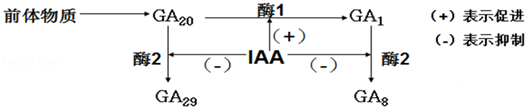 前体物质 GA20 酶1 GA1 (+)表示促进
(+) (-)表示抑制
酶2 (-) IAA (-) 酶2
GA29 GA8